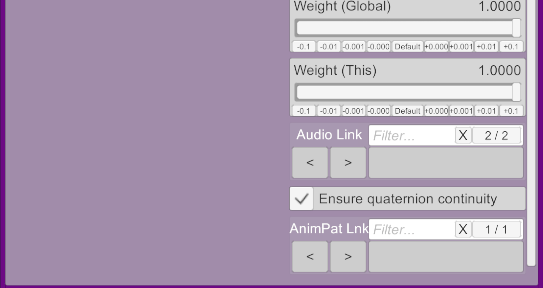 Weight (Global) 1.0000
-0.1 -0.01 -0.001 -0.000 Default +0.000 +0.001 +0.01 +0.1
Weight (This) 1.0000
-0.1 -0.01 -0.001 -0.000 Default +0.000 +0.001 +0.01 +0.1
Audio Link Filter... X 2 / 2
< >
Ensure quaternion continuity
AnimPat Lnk Filter... X 1 / 1
< >